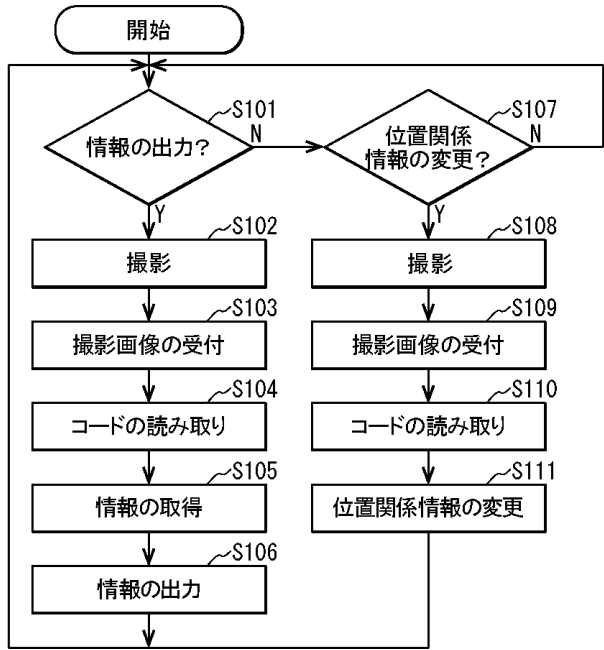 開始
S101
情報の出力？
N
Y
S102
撮影
S103
撮影画像の受付
S104
コードの読み取り
S105
情報の取得
S106
情報の出力
S107
位置関係
情報の変更？
N
Y
S108
撮影
S109
撮影画像の受付
S110
コードの読み取り
S111
位置関係情報の変更